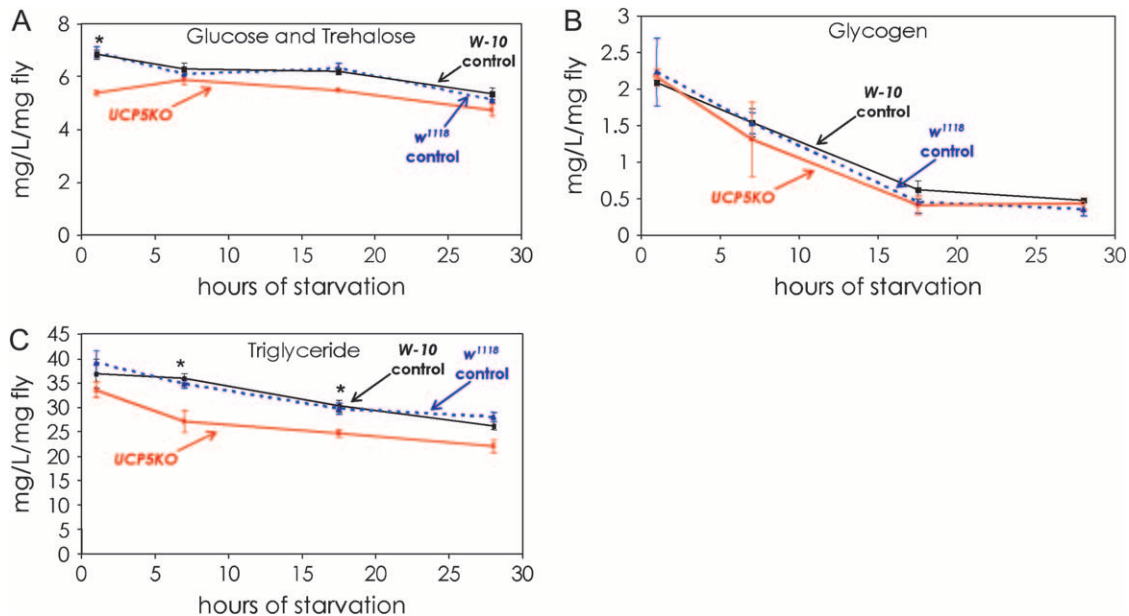 A
Glucose and Trehalose
*
W-10
control
UCP5KO
w1118
control
mg/L/mg fly
8
6
4
2
0
0 5 10 15 20 25 30
hours of starvation
B
Glycogen
W-10
control
w1118
control
UCP5KO
mg/L/mg fly
3
2.5
2
1.5
1
0.5
0
0 5 10 15 20 25 30
hours of starvation
C
Triglyceride
*
*
W-10
control
w1118
control
UCP5KO
mg/L/mg fly
45
40
35
30
25
20
15
10
5
0
0 5 10 15 20 25 30
hours of starvation